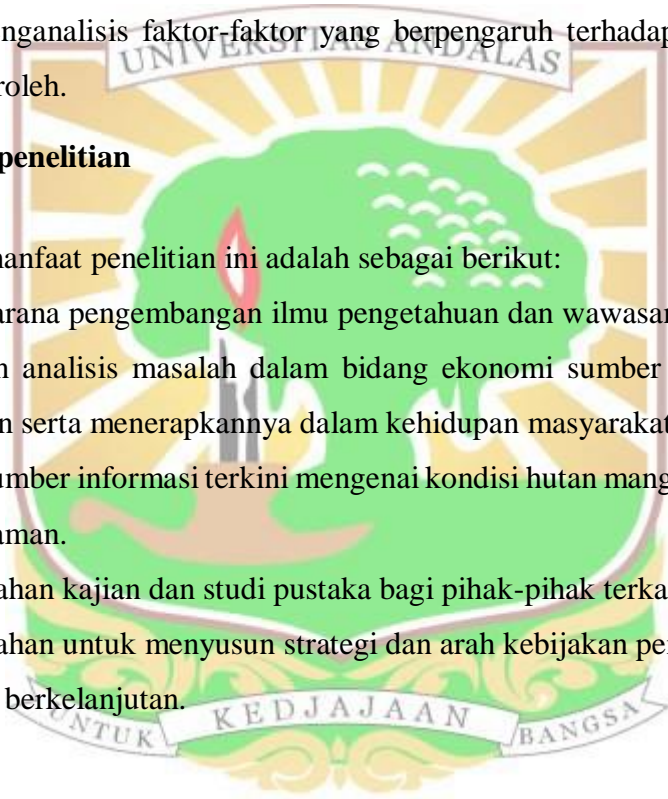 nganalisis faktor-faktor yang berpengaruh terhadap
UNIVERSITAS ANDALAS
roleh.
penelitian
manfaat penelitian ini adalah sebagai berikut:
arana pengembangan ilmu pengetahuan dan wawasan
analisis masalah dalam bidang ekonomi sumber
n serta menerapkannya dalam kehidupan masyarakat
umber informasi terkini mengenai kondisi hutan mang
aman.
ahan kajian dan studi pustaka bagi pihak-pihak terka
ahan untuk menyusun strategi dan arah kebijakan pe
berkelanjutan.
UNTUK KEDJAJAAN BANGSA